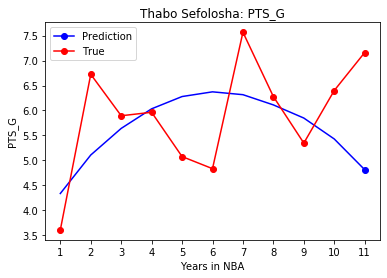 Thabo Sefolosha: PTS_G
Prediction
True
PTS_G
7.5
7.0
6.5
6.0
5.5
5.0
4.5
4.0
3.5
1 2 3 4 5 6 7 8 9 10 11
Years in NBA